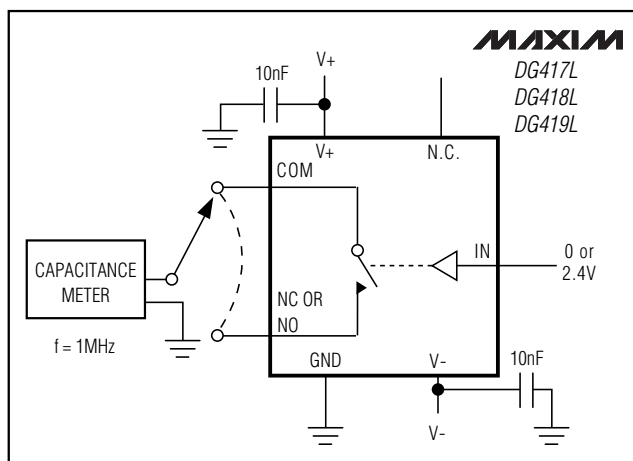 MAXIM
DG417L
DG418L
DG419L
V+
10nF
V+
N.C.
COM
IN
0 or
2.4V
CAPACITANCE
METER
f = 1MHz
NC OR
NO
GND
V-
10nF
V-